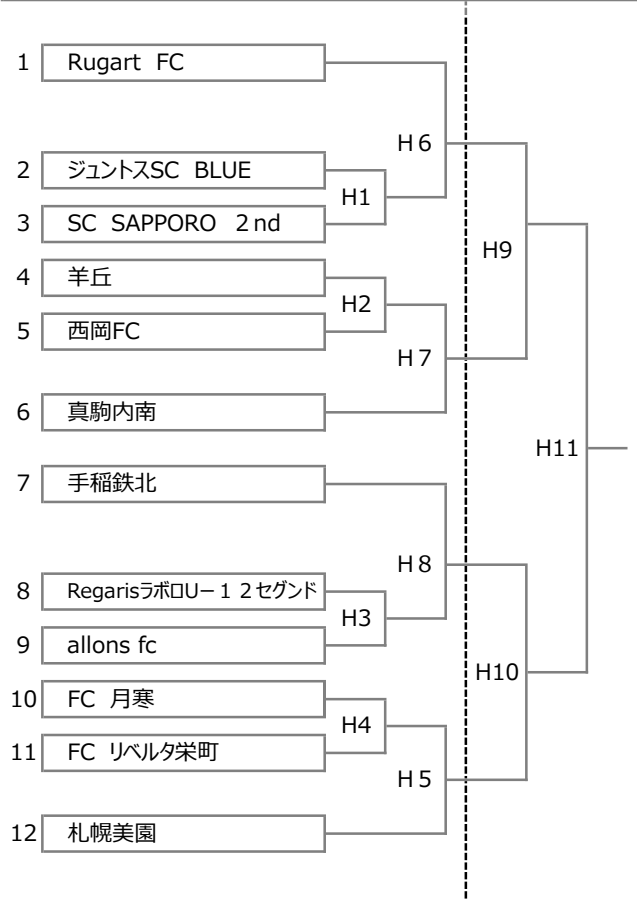 1 Rugart FC
H６
2 ジュントスSC BLUE
H1
3 SC SAPPORO ２nd
H9
4 羊丘
H2
5 西岡FC
H７
6 真駒内南
H11
7 手稲鉄北
H８
8 RegarisラボロU－１２セグンド
H3
9 allons fc
H10
10 FC 月寒
H4
11 FC リベルタ栄町
H５
12 札幌美園